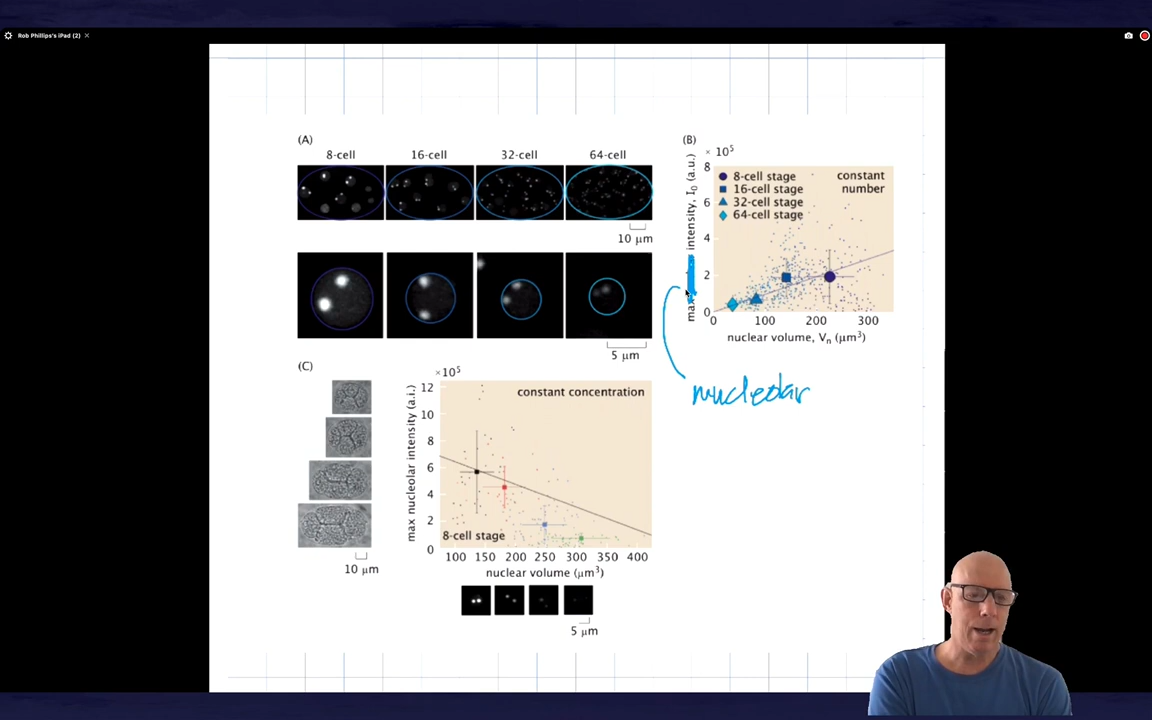 Rob Phillips's iPad (2)
(A)
8-cell
16-cell
32-cell
64-cell
10 μm
5 μm
(B)
× 10⁵
8
6
4
2
0
intensity, I₀ (a.u.)
8-cell stage
16-cell stage
32-cell stage
64-cell stage
constant
number
0
100
200
300
nuclear volume, Vₙ (μm³)
nucleolar
(C)
10 μm
×10⁵
12
10
8
6
4
2
0
max nucleolar intensity (a.i.)
constant concentration
8-cell stage
100 150 200 250 300 350 400
nuclear volume (μm³)
5 μm